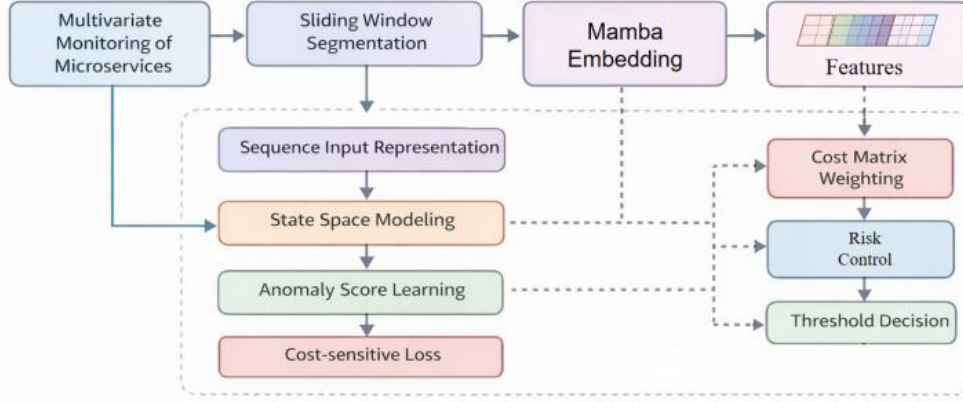 Multivariate
Monitoring of
Microservices
Sliding Window
Segmentation
Mamba
Embedding
Features
Sequence Input Representation
State Space Modeling
Anomaly Score Learning
Cost-sensitive Loss
Cost Matrix
Weighting
Risk
Control
Threshold Decision